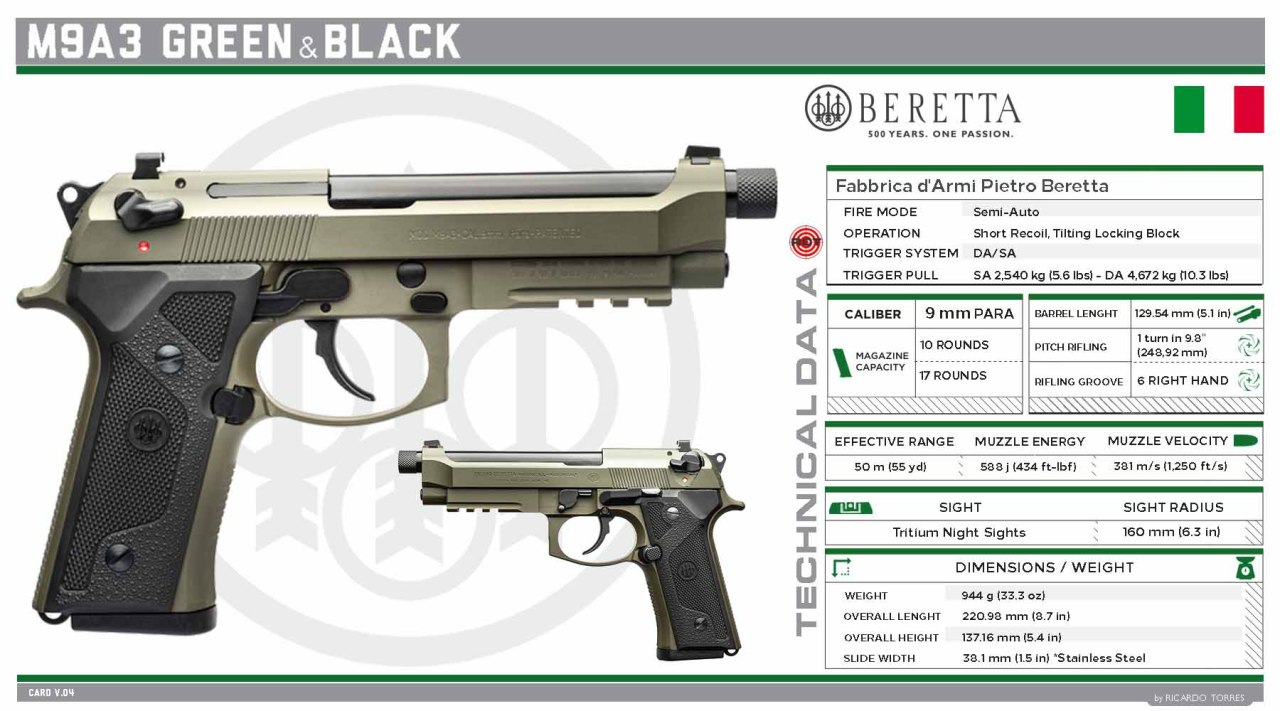 M9A3 GREEN & BLACK
BERETTA
500 YEARS. ONE PASSION.
Fabbrica d'Armi Pietro Beretta
FIRE MODE Semi-Auto
OPERATION Short Recoil, Tilting Locking Block
TRIGGER SYSTEM DA/SA
TRIGGER PULL SA 2,540 kg (5.6 lbs) - DA 4,672 kg (10.3 lbs)
TECHNICAL DATA
CALIBER 9 mm PARA
MAGAZINE CAPACITY
10 ROUNDS
17 ROUNDS
BARREL LENGHT 129.54 mm (5.1 in)
PITCH RIFLING 1 turn in 9.8"
(248,92 mm)
RIFLING GROOVE 6 RIGHT HAND
EFFECTIVE RANGE MUZZLE ENERGY MUZZLE VELOCITY
50 m (55 yd) 588 j (434 ft-lbf) 381 m/s (1,250 ft/s)
SIGHT SIGHT RADIUS
Tritium Night Sights 160 mm (6.3 in)
DIMENSIONS / WEIGHT
WEIGHT 944 g (33.3 oz)
OVERALL LENGHT 220.98 mm (8.7 in)
OVERALL HEIGHT 137.16 mm (5.4 in)
SLIDE WIDTH 38.1 mm (1.5 in) *Stainless Steel
CARD V.04
by RICARDO TORRES